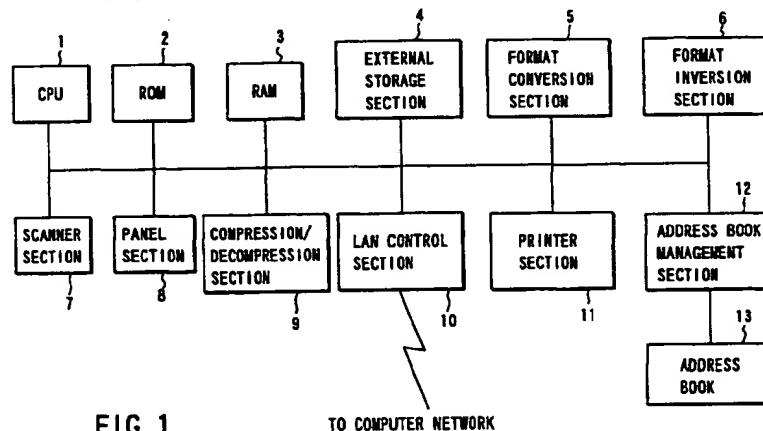 1
2
3
4
5
6
CPU
ROM
RAM
EXTERNAL
STORAGE
SECTION
FORMAT
CONVERSION
SECTION
FORMAT
INVERSION
SECTION
SCANNER
SECTION
7
PANEL
SECTION
8
COMPRESSION/
DECOMPRESSION
SECTION
9
LAN CONTROL
SECTION
10
PRINTER
SECTION
11
12
ADDRESS BOOK
MANAGEMENT
SECTION
13
ADDRESS
BOOK
FIG. 1
TO COMPUTER NETWORK